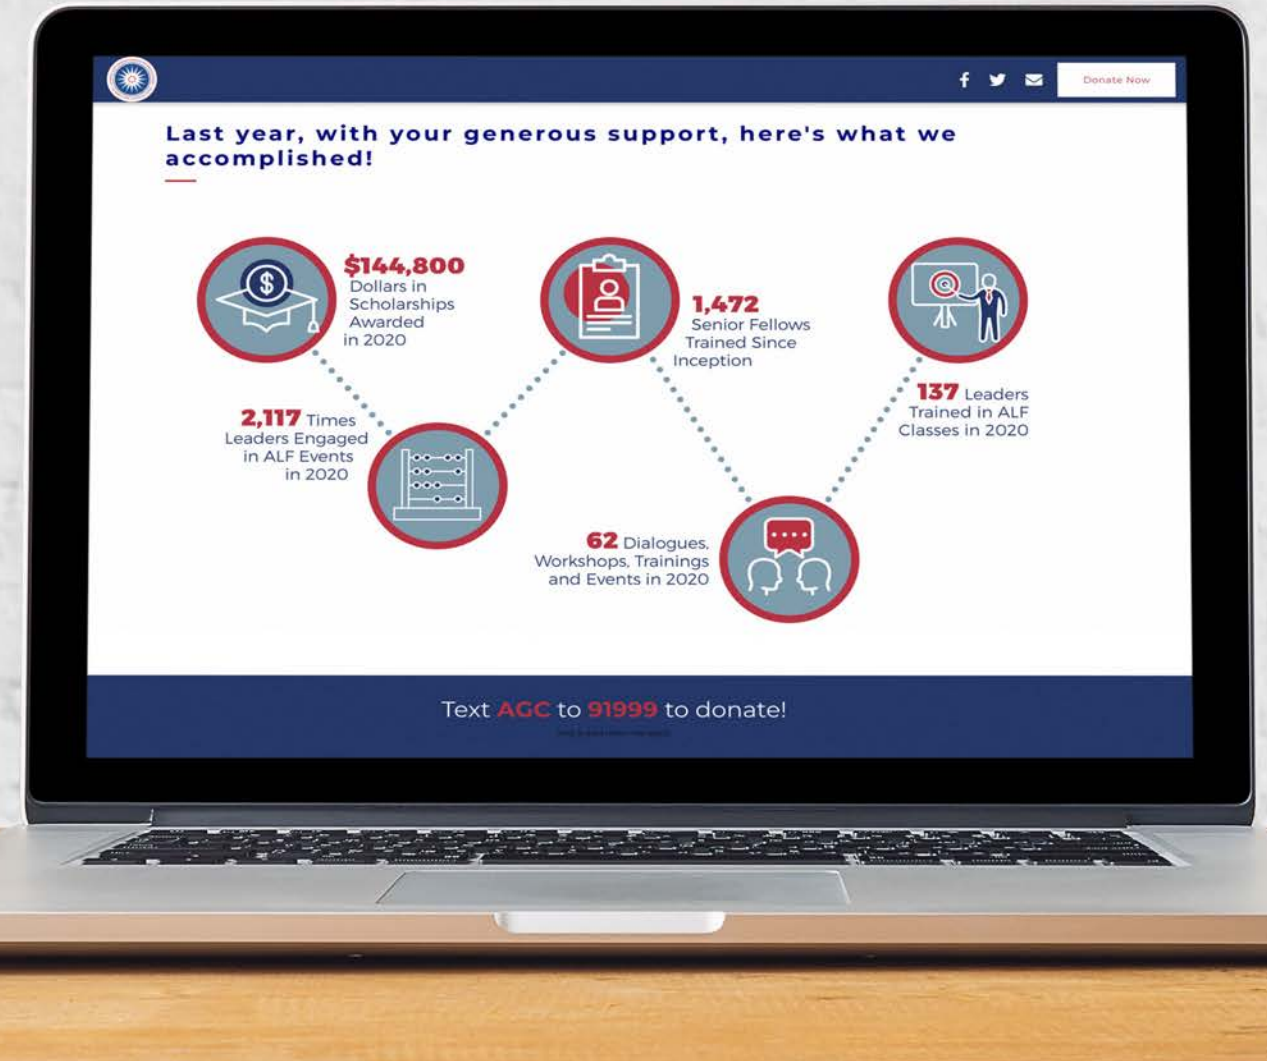 Donate Now
Last year, with your generous support, here's what we
accomplished!
$144,800
Dollars in
Scholarships
Awarded
in 2020
1,472
Senior Fellows
Trained Since
Inception
137 Leaders
Trained in ALF
Classes in 2020
2,117 Times
Leaders Engaged
in ALF Events
in 2020
62 Dialogues,
Workshops, Trainings
and Events in 2020
Text AGC to 91999 to donate!